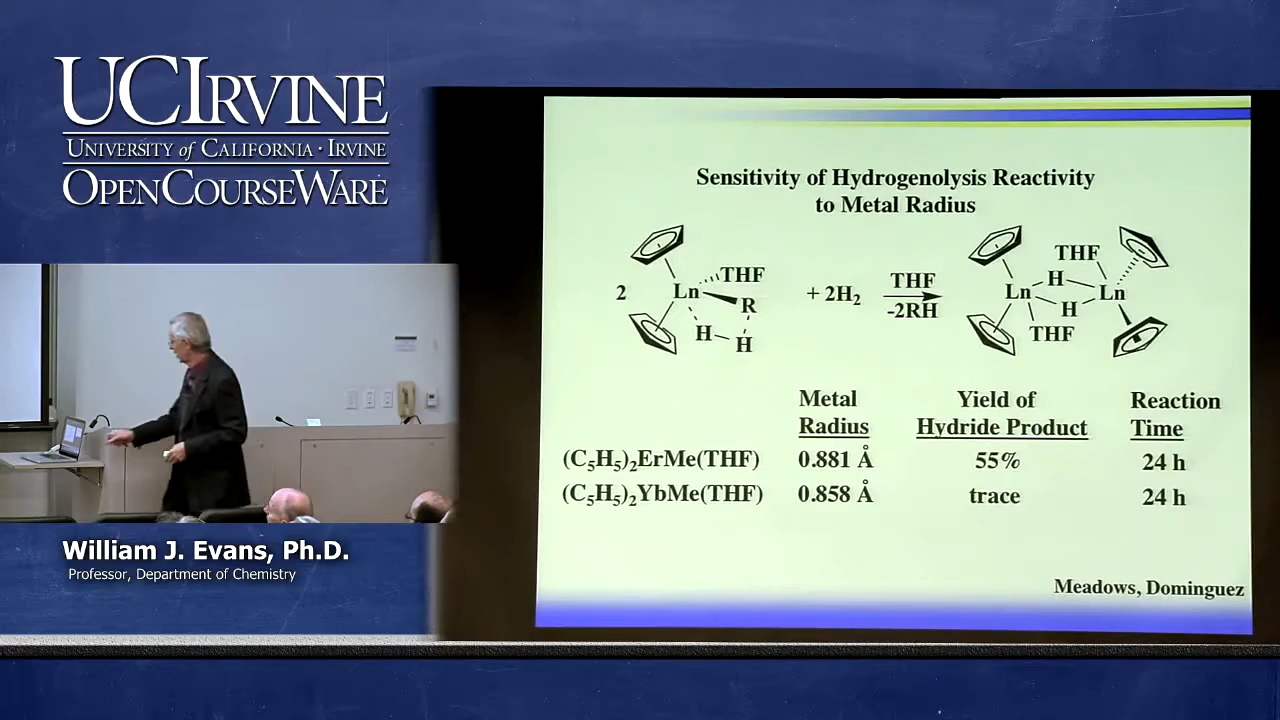 UCIRVINE
UNIVERSITY of CALIFORNIA · IRVINE
OPENCOURSEWARE
William J. Evans, Ph.D.
Professor, Department of Chemistry
Sensitivity of Hydrogenolysis Reactivity
to Metal Radius
2 Ln THF R H H + 2H₂ THF -2RH Ln THF H H Ln THF
Metal Radius Yield of Hydride Product Reaction Time
(C₅H₅)₂ErMe(THF) 0.881 Å 55% 24 h
(C₅H₅)₂YbMe(THF) 0.858 Å trace 24 h
Meadows, Dominguez